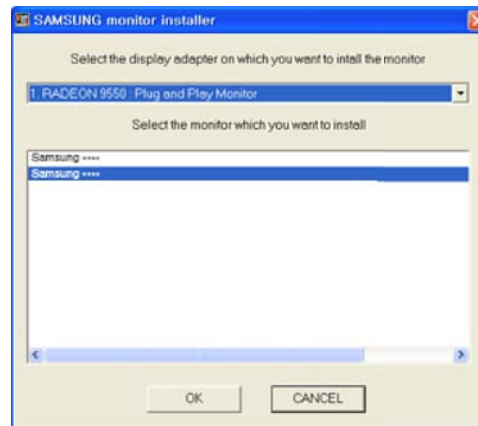 SAMSUNG monitor installer
Select the display adapter on which you want to intall the monitor
1. RADEON 9550 : Plug and Play Monitor
Select the monitor which you want to install
Samsung ****
Samsung ****
OK
CANCEL